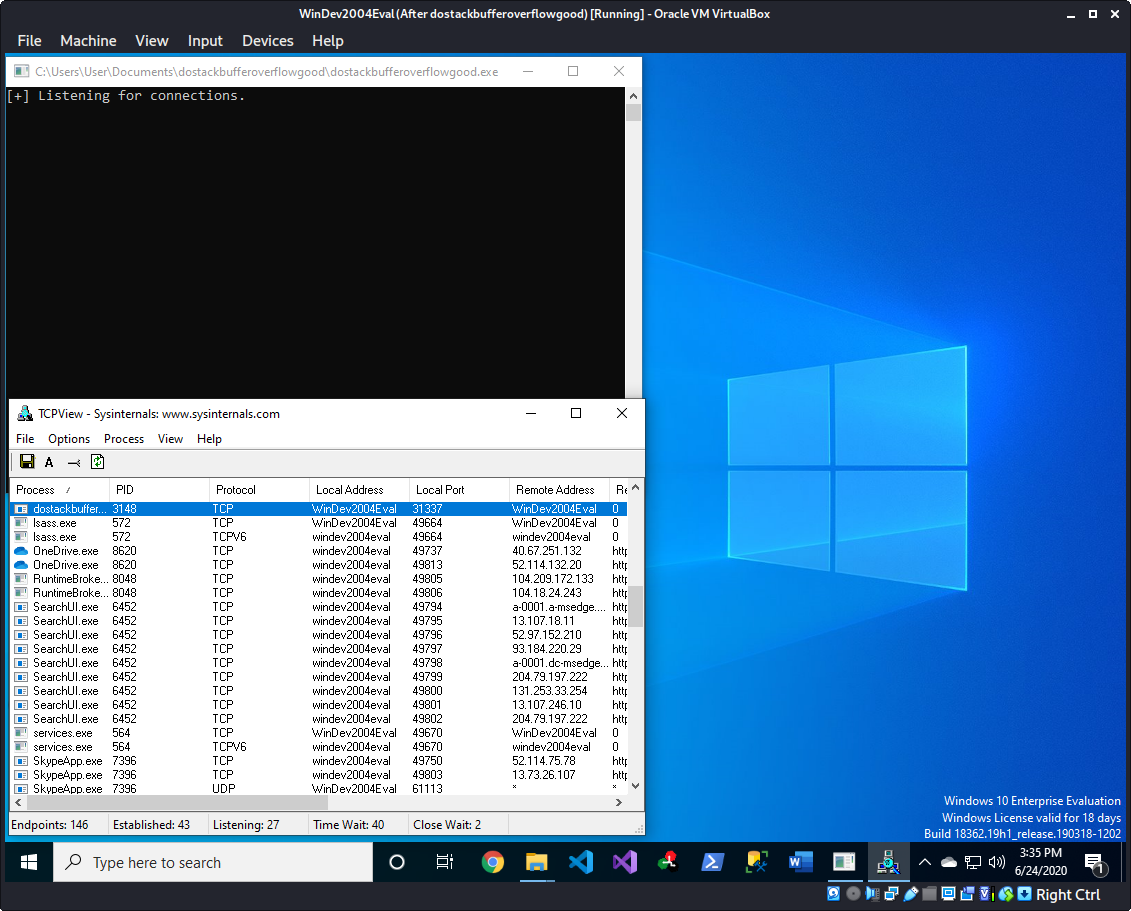 WinDev2004Eval (After dostackbufferoverflowgood) [Running] - Oracle VM VirtualBox
File Machine View Input Devices Help
C:\Users\User\Documents\dostackbufferoverflowgood\dostackbufferoverflowgood.exe
[+] Listening for connections.
TCPView - Sysinternals: www.sysinternals.com
File Options Process View Help
A
Process / PID Protocol Local Address Local Port Remote Address Re
dostackbuffer... 3148 TCP WinDev2004Eval 31337 WinDev2004Eval 0
lsass.exe 572 TCP WinDev2004Eval 49664 WinDev2004Eval 0
lsass.exe 572 TCPV6 windev2004eval 49664 windev2004eval 0
OneDrive.exe 8620 TCP windev2004eval 49737 40.67.251.132 http
OneDrive.exe 8620 TCP windev2004eval 49813 52.114.132.20 http
RuntimeBroke... 8048 TCP windev2004eval 49805 104.209.172.133 http
RuntimeBroke... 8048 TCP windev2004eval 49806 104.18.24.243 http
SearchUI.exe 6452 TCP windev2004eval 49794 a-0001.a-msedge.... http
SearchUI.exe 6452 TCP windev2004eval 49795 13.107.18.11 http
SearchUI.exe 6452 TCP windev2004eval 49796 52.97.152.210 http
SearchUI.exe 6452 TCP windev2004eval 49797 93.184.220.29 http
SearchUI.exe 6452 TCP windev2004eval 49798 a-0001.dc-msedge... http
SearchUI.exe 6452 TCP windev2004eval 49799 204.79.197.222 http
SearchUI.exe 6452 TCP windev2004eval 49800 131.253.33.254 http
SearchUI.exe 6452 TCP windev2004eval 49801 13.107.246.10 http
SearchUI.exe 6452 TCP windev2004eval 49802 204.79.197.222 http
services.exe 564 TCP WinDev2004Eval 49670 WinDev2004Eval 0
services.exe 564 TCPV6 windev2004eval 49670 windev2004eval 0
SkypeApp.exe 7396 TCP windev2004eval 49750 52.114.75.78 http
SkypeApp.exe 7396 TCP windev2004eval 49803 13.73.26.107 http
SkypeApp.exe 7396 UDP WinDev2004Eval 61113 * *
Endpoints: 146 Established: 43 Listening: 27 Time Wait: 40 Close Wait: 2
Windows 10 Enterprise Evaluation
Windows License valid for 18 days
Build 18362.19h1_release.190318-1202
Type here to search
3:35 PM
6/24/2020
1
Right Ctrl